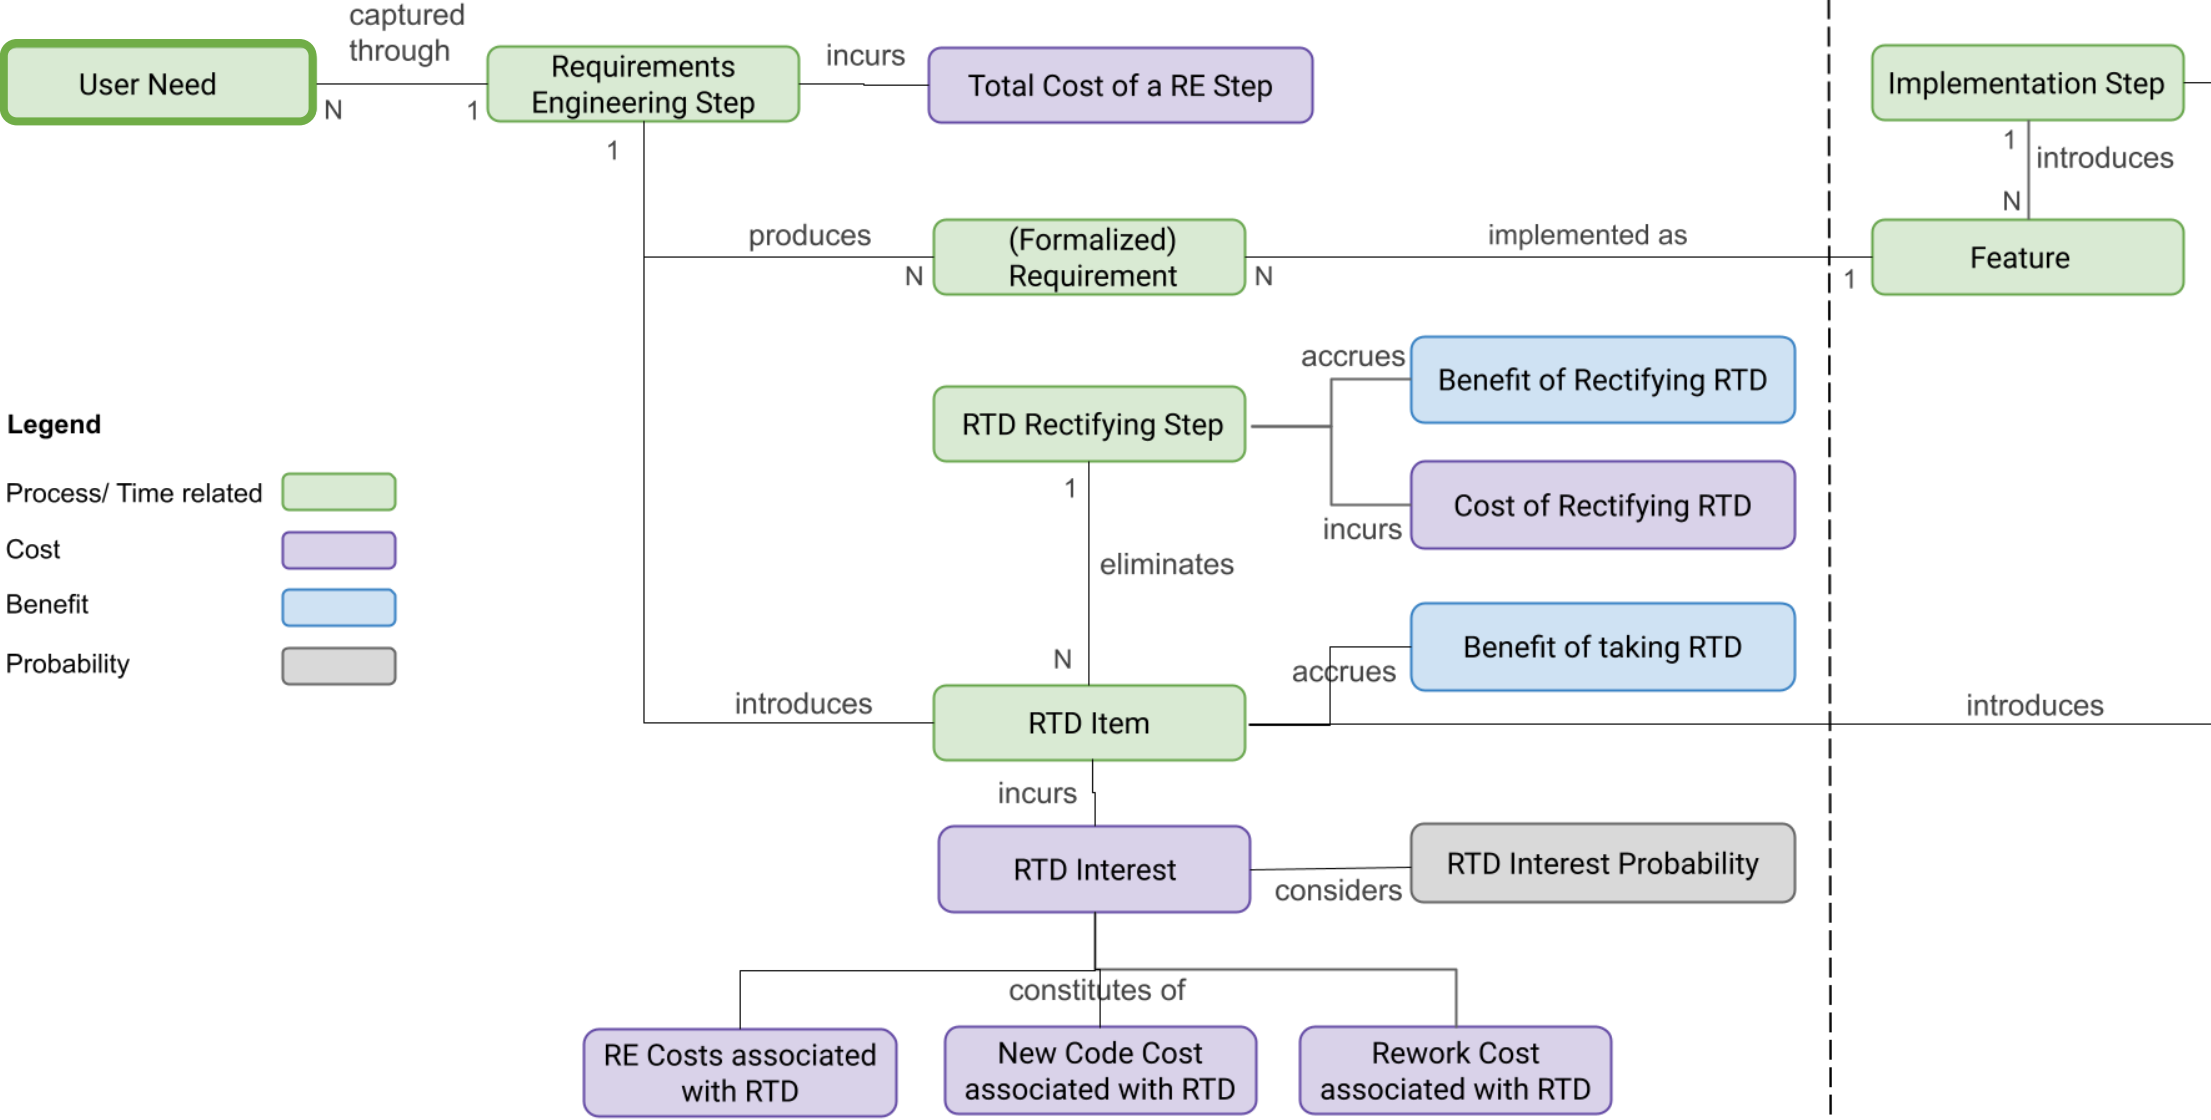 captured
through
User Need
N
1
Requirements
Engineering Step
incurs
Total Cost of a RE Step
Implementation Step
1
introduces
N
1
produces
N
(Formalized)
Requirement
N
implemented as
1
Feature
accrues
Benefit of Rectifying RTD
RTD Rectifying Step
Cost of Rectifying RTD
incurs
1
eliminates
N
Legend
Process/ Time related
Cost
Benefit
Probability
accrues
Benefit of taking RTD
introduces
RTD Item
introduces
incurs
RTD Interest
considers
RTD Interest Probability
constitutes of
RE Costs associated
with RTD
New Code Cost
associated with RTD
Rework Cost
associated with RTD